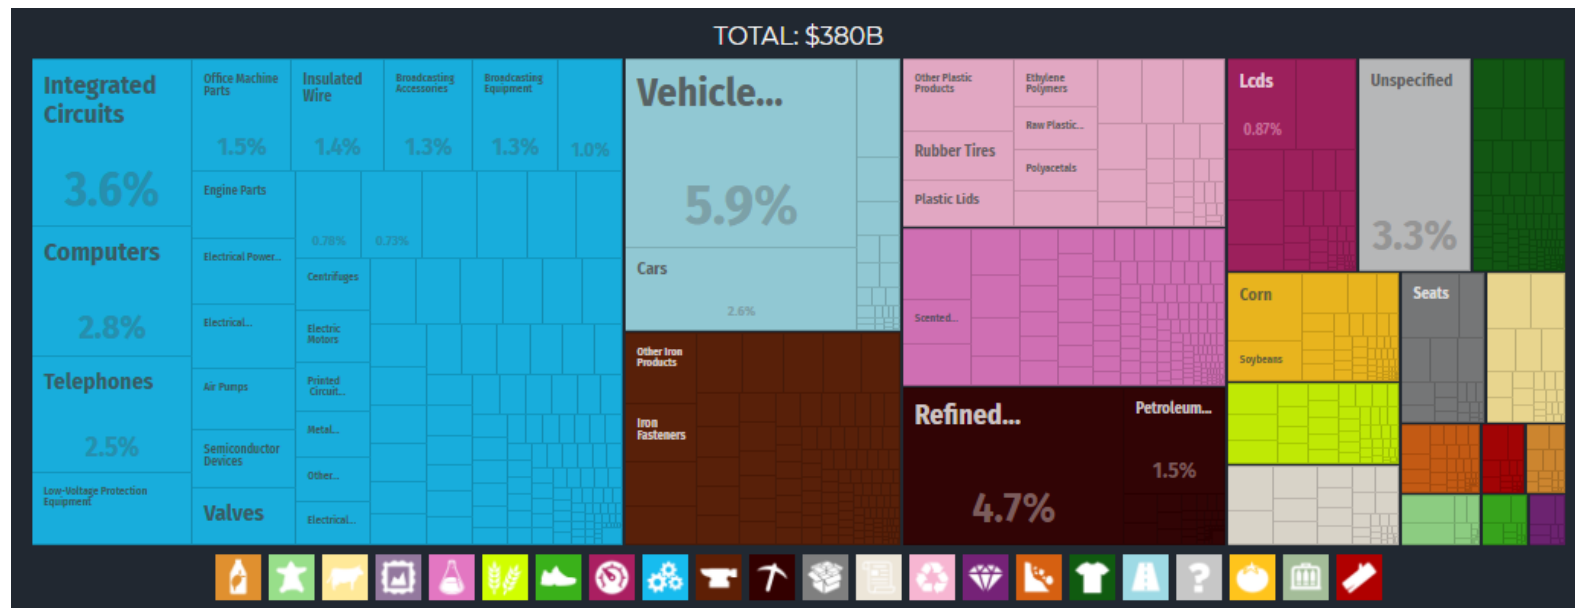 TOTAL: $380B
Integrated
Circuits
3.6%
Computers
2.8%
Telephones
2.5%
Low-Voltage Protection
Equipment
Office Machine
Parts
1.5%
Insulated
Wire
1.4%
Broadcasting
Accessories
1.3%
Broadcasting
Equipment
1.3%
1.0%
Engine Parts
0.78%
0.73%
Electrical Power...
Centrifuges
Electrical...
Electric
Motors
Air Pumps
Printed
Circuit...
Semiconductor
Devices
Metal...
Other...
Valves
Electrical...
Vehicle...
5.9%
Cars
2.6%
Other Iron
Products
Iron
Fasteners
Other Plastic
Products
Ethylene
Polymers
Raw Plastic...
Rubber Tires
Polyacetals
Plastic Lids
Scented...
Refined...
4.7%
Petroleum...
1.5%
Lcds
0.87%
Unspecified
3.3%
Corn
Soybeans
Seats
?